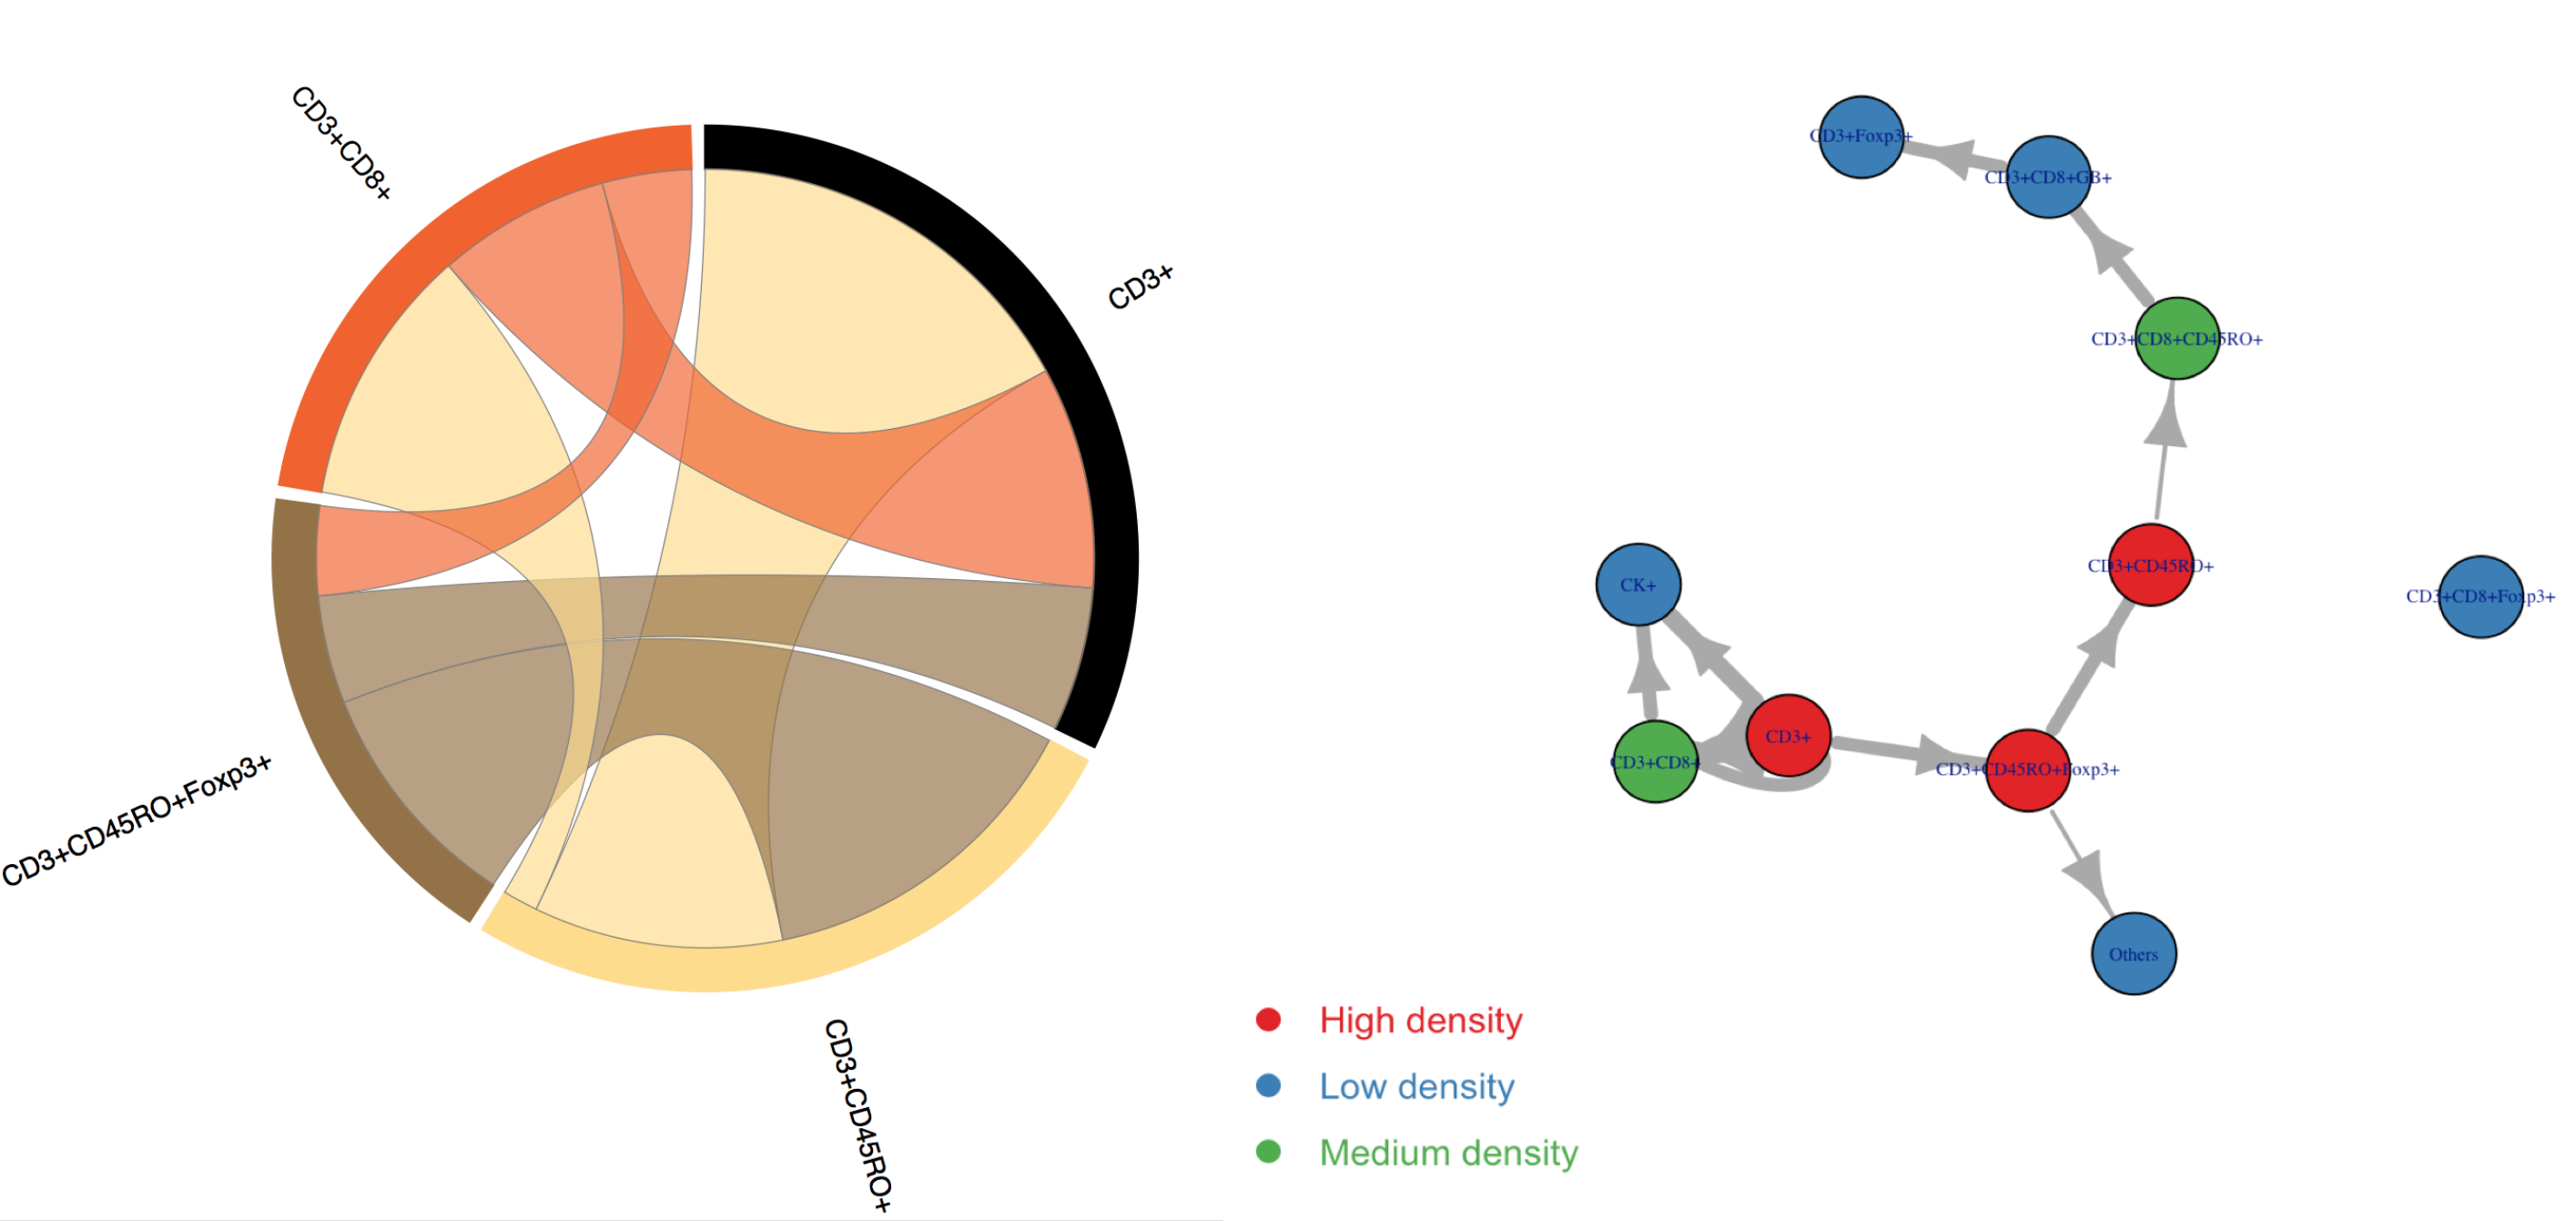 CD3+CD8+
CD3+
CD3+CD45RO+Foxp3+
CD3+CD45RO+
CD3+Foxp3+
CD3+CD8+GB+
CD3+CD8+CD45RO+
CD3+CD45RO+
CD3+CD8+Foxp3+
CK+
CD3+
CD3+CD8+
CD3+CD45RO+Foxp3+
Others
High density
Low density
Medium density